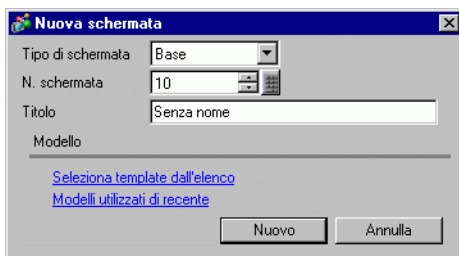 Nuova schermata
Tipo di schermata Base
N. schermata 10
Titolo Senza nome
Modello
Seleziona template dall'elenco
Modelli utilizzati di recente
Nuovo Annulla